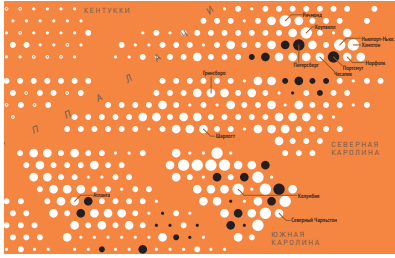 КЕНТУККИ
И
Ричмонд
Хоупвелл
Ньюпорт-Ньюс
Хэмптон
Норфолк
Портсмут
Питерсберг
Чесапик
Гринсборо
Ч
А
Л
А
П
П
Шарлотт
СЕВЕРНАЯ
КАРОЛИНА
Атланта
Колумбия
Северный Чарльстон
ЮЖНАЯ
КАРОЛИНА